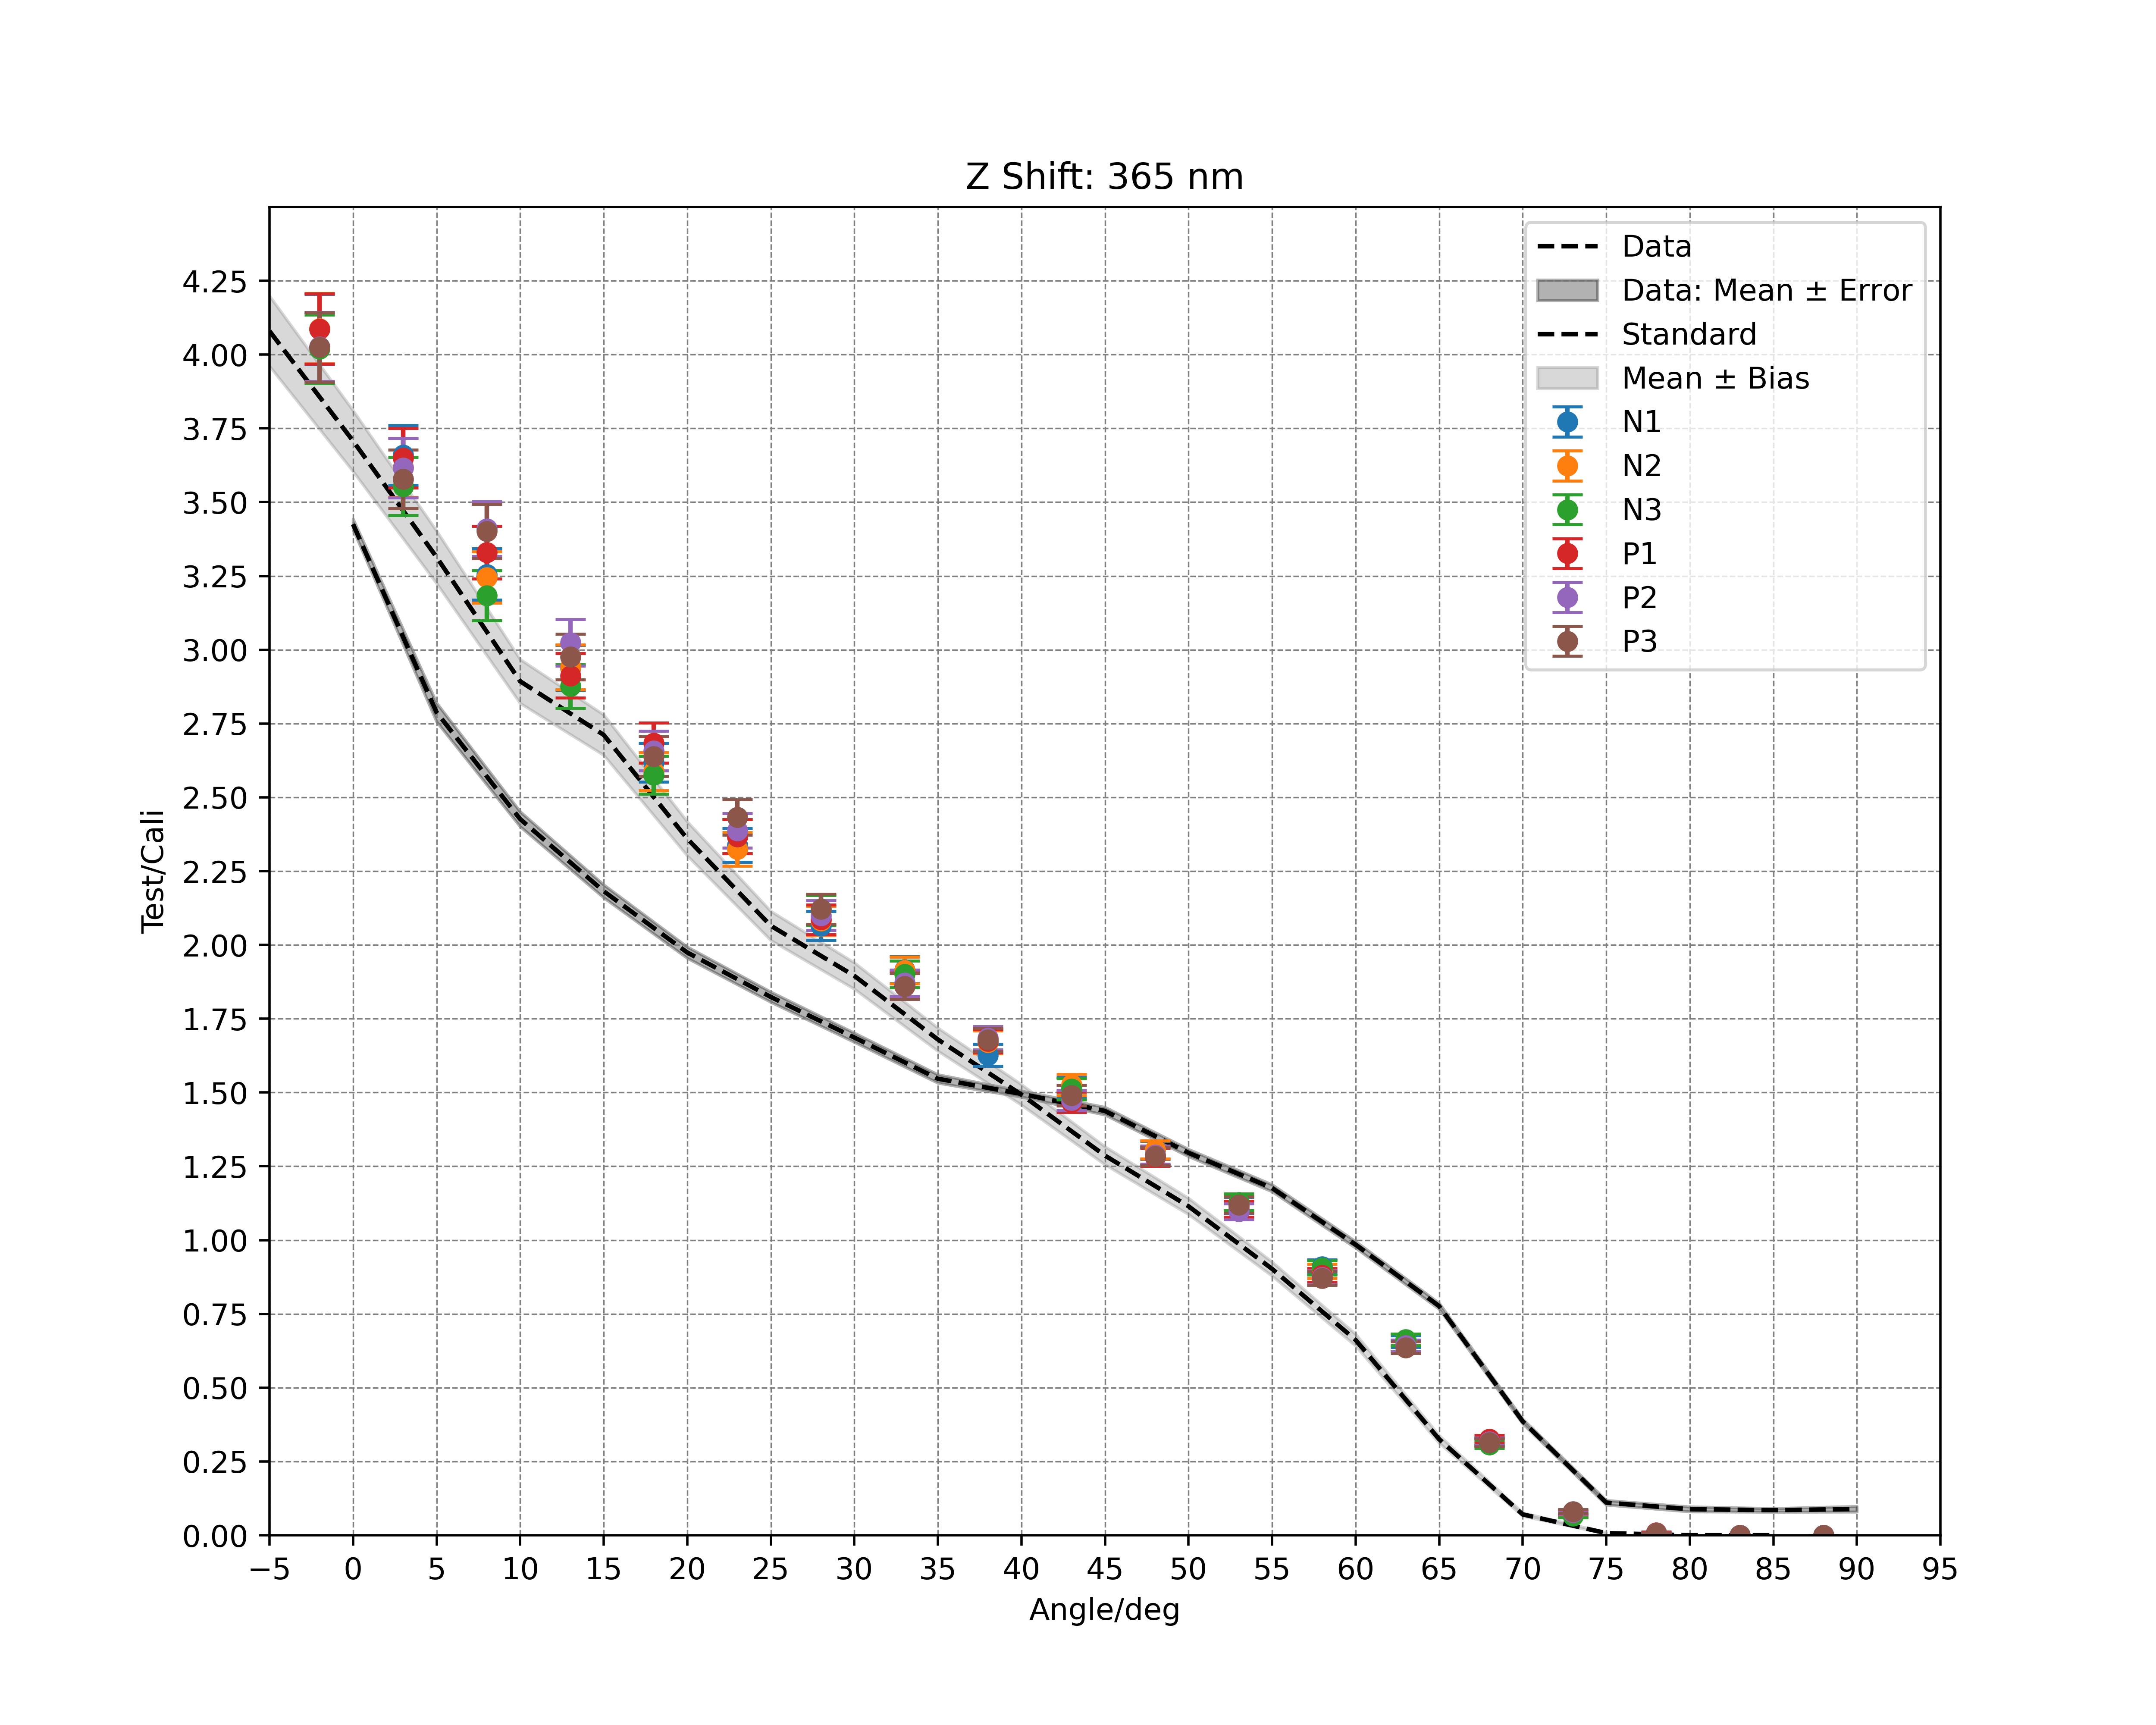 Z Shift: 365 nm
Data
Data: Mean ± Error
Standard
Mean ± Bias
N1
N2
N3
P1
P2
P3
4.25
4.00
3.75
3.50
3.25
3.00
2.75
2.50
2.25
2.00
1.75
1.50
1.25
1.00
0.75
0.50
0.25
0.00
Test/Cali
−5 0 5 10 15 20 25 30 35 40 45 50 55 60 65 70 75 80 85 90 95
Angle/deg